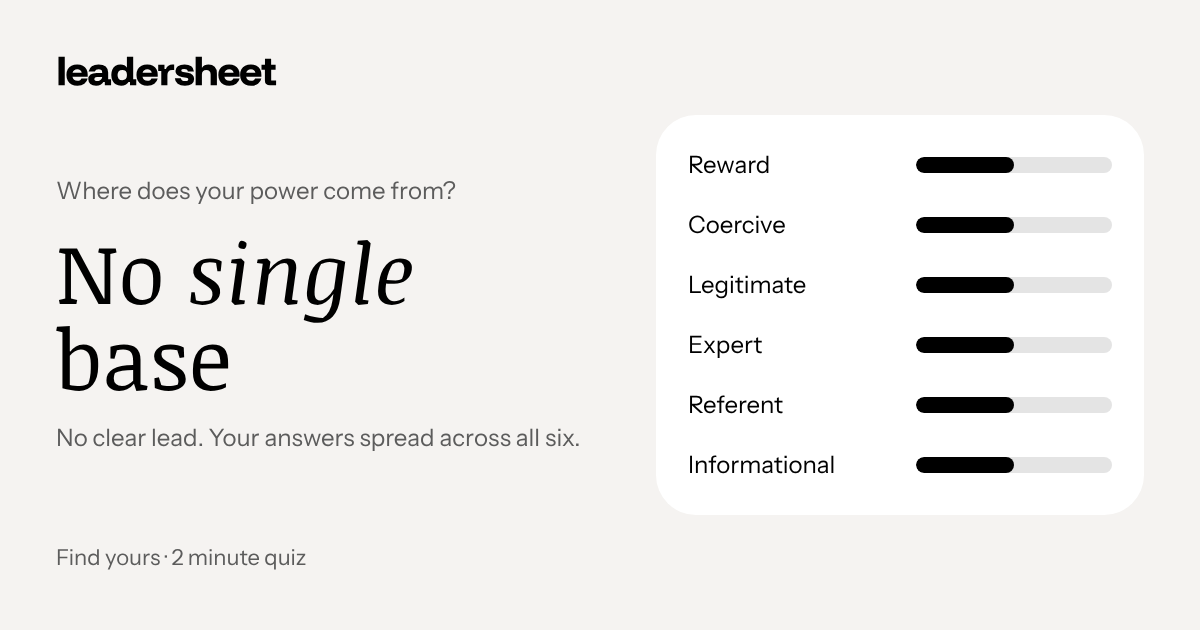 leadersheet
Where does your power come from?
No single
base
No clear lead. Your answers spread across all six.
Find yours · 2 minute quiz
Reward
Coercive
Legitimate
Expert
Referent
Informational